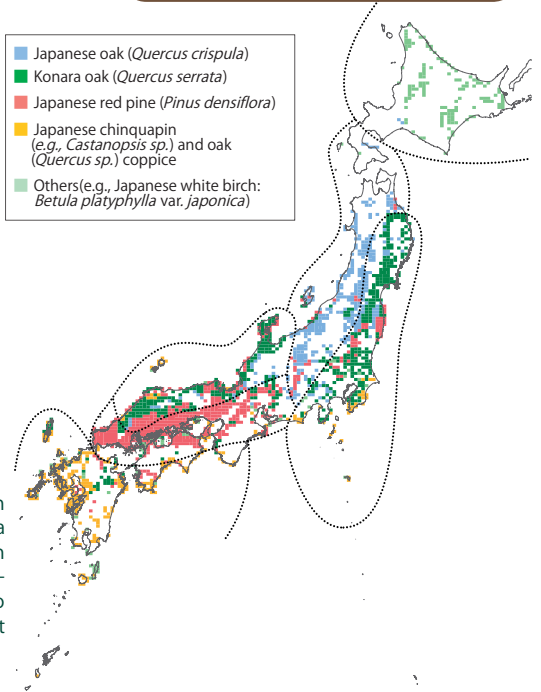 Japanese oak (Quercus crispula)
Konara oak (Quercus serrata)
Japanese red pine (Pinus densiflora)
Japanese chinquapin
(e.g., Castanopsis sp.) and oak
(Quercus sp.) coppice
Others(e.g., Japanese white birch:
Betula platyphylla var. japonica)
n
a
n
-
o
t